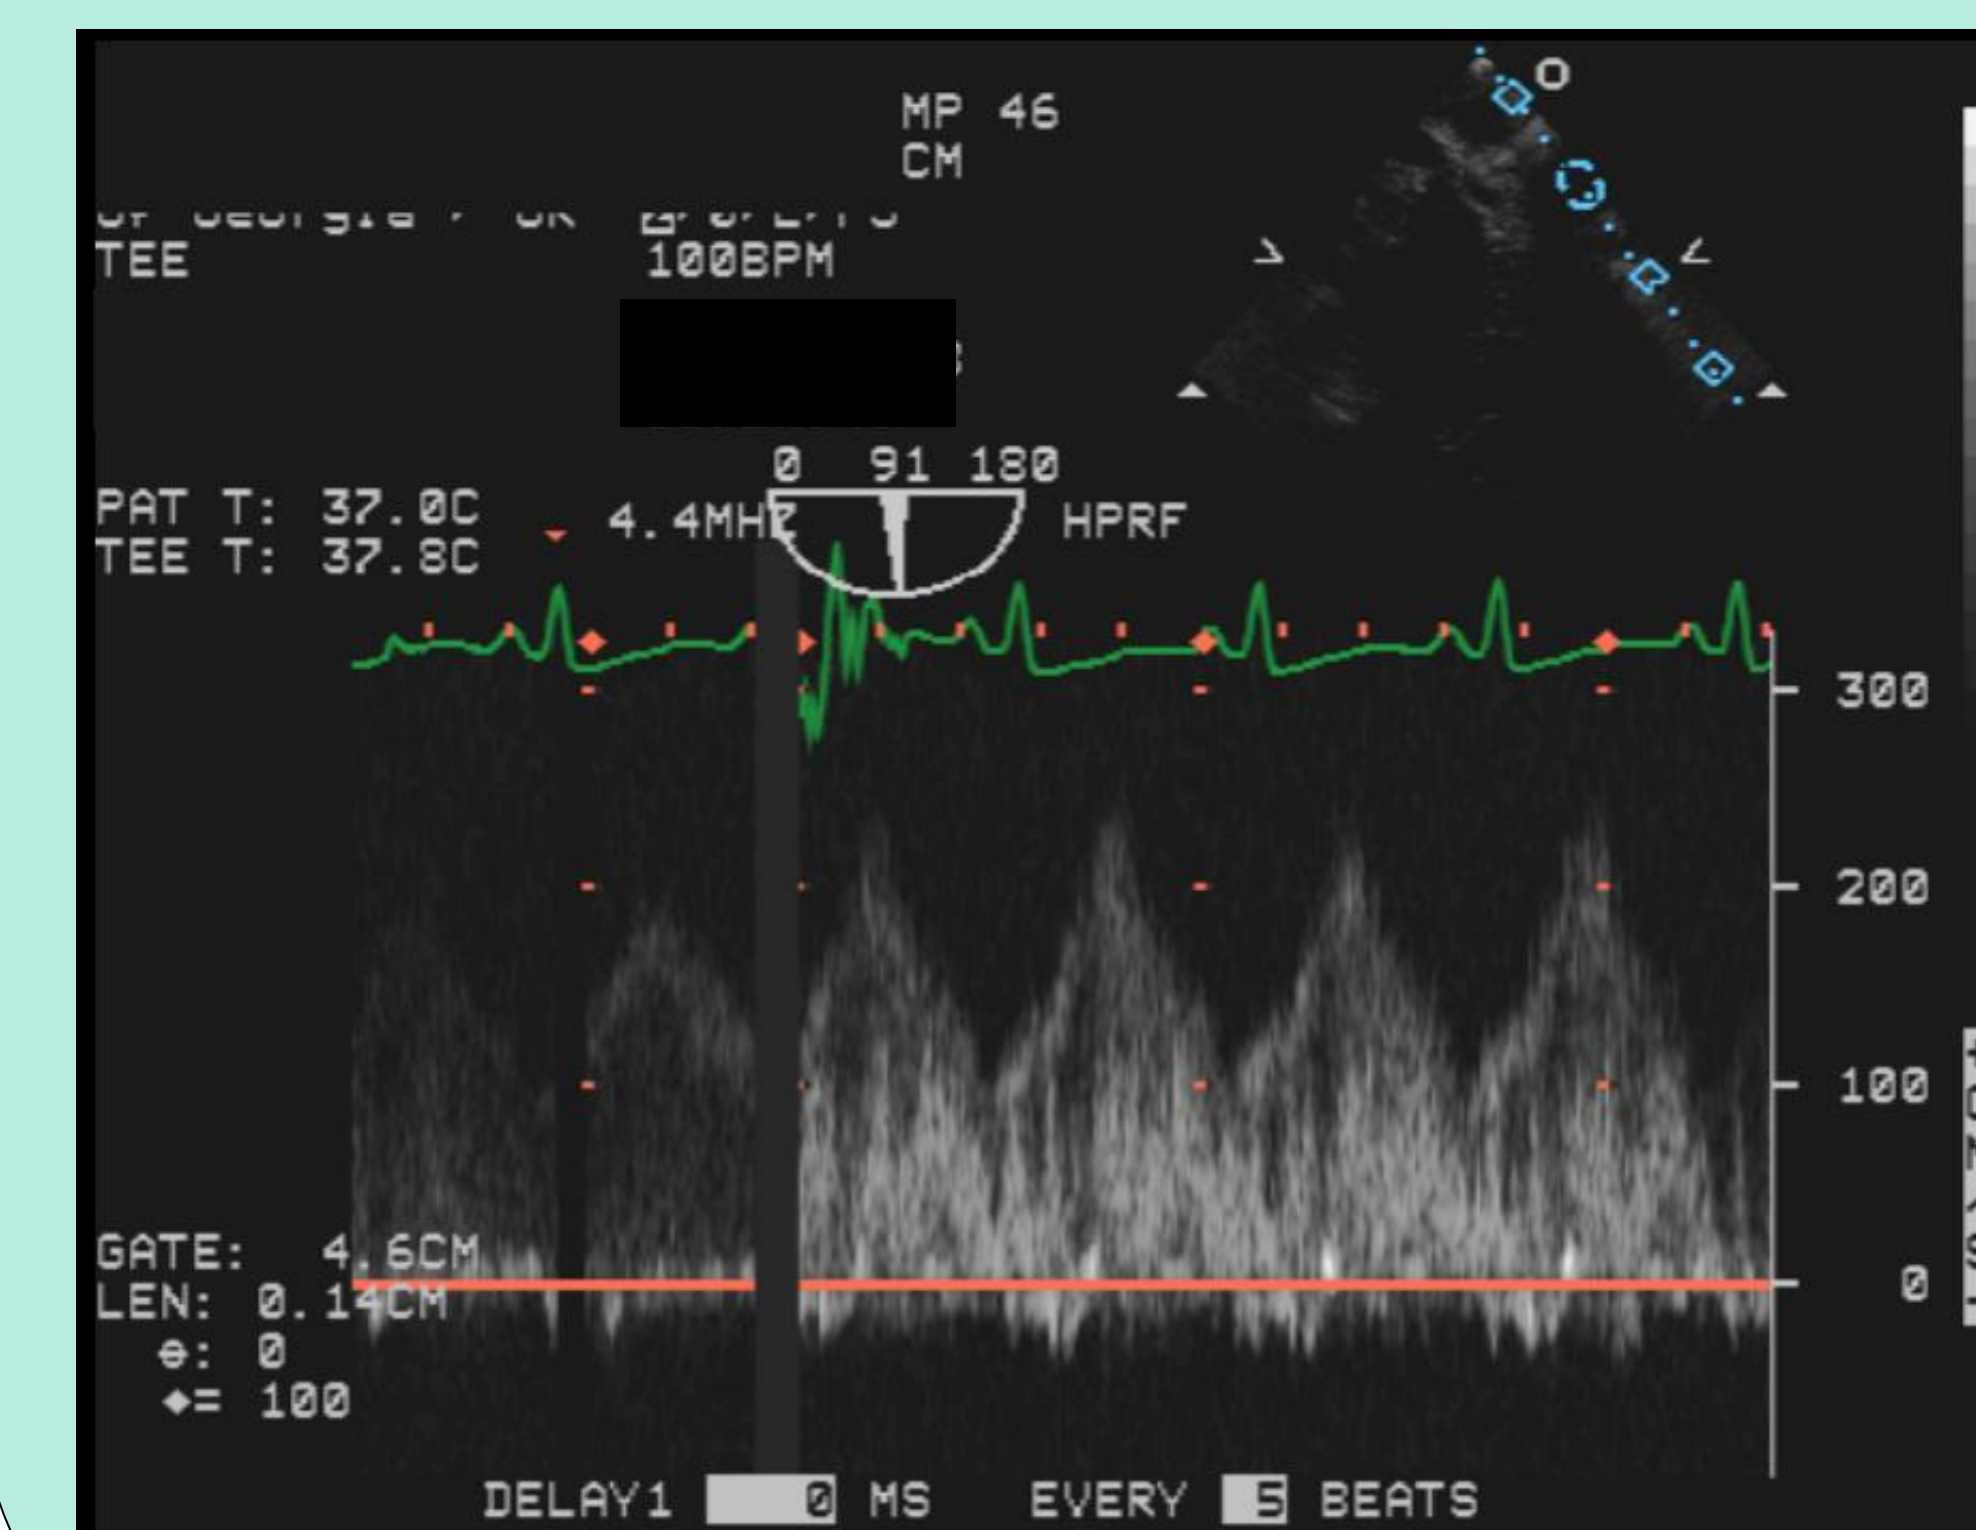 MP 46
CM
TEE 100BPM
0 91 180
PAT T: 37.0C
4.4MHZ HPRF
TEE T: 37.8C
300
200
100
GATE: 4.6CM
0
LEN: 0.14CM
ɵ: 0
◆= 100
DELAY1 0 MS EVERY 5 BEATS